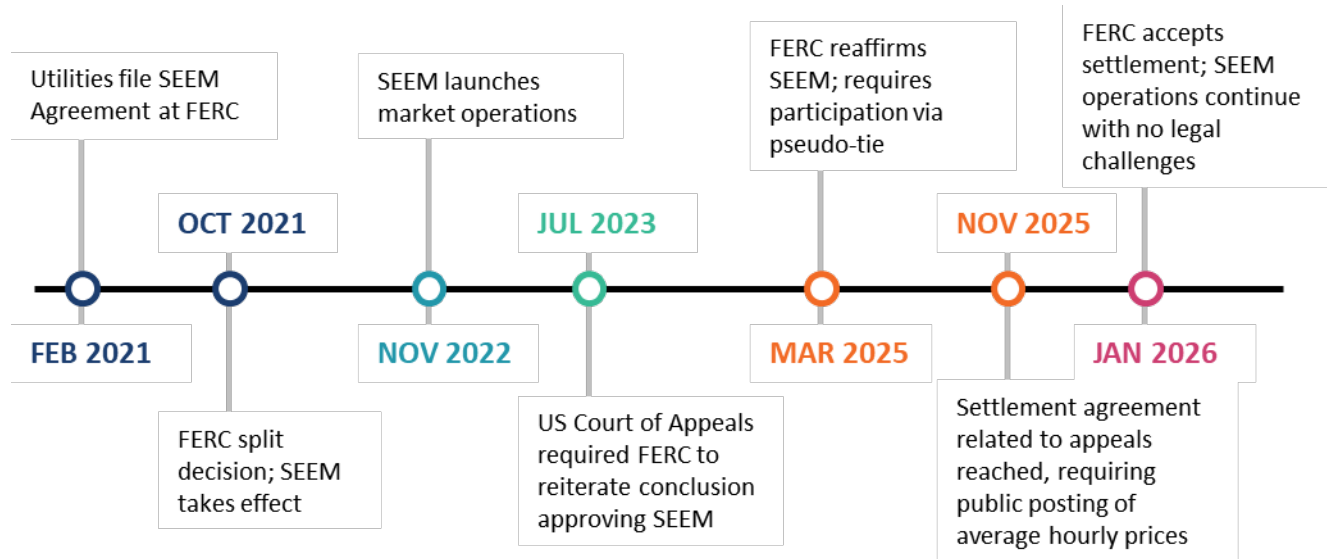 Utilities file SEEM
Agreement at FERC
FEB 2021
OCT 2021
FERC split
decision; SEEM
takes effect
SEEM launches
market operations
NOV 2022
JUL 2023
US Court of Appeals
required FERC to
reiterate conclusion
approving SEEM
FERC reaffirms
SEEM; requires
participation via
pseudo-tie
MAR 2025
NOV 2025
Settlement agreement
related to appeals
reached, requiring
public posting of
average hourly prices
FERC accepts
settlement; SEEM
operations continue
with no legal
challenges
JAN 2026